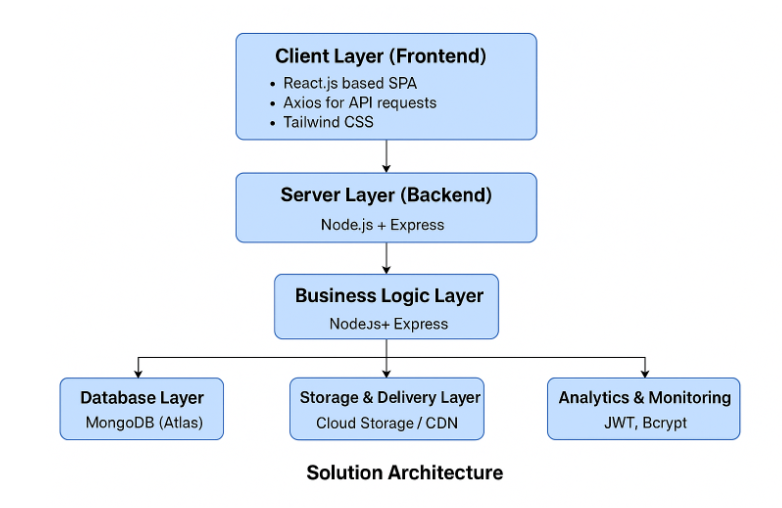 Client Layer (Frontend)
• React.js based SPA
• Axios for API requests
• Tailwind CSS
Server Layer (Backend)
Node.js + Express
Business Logic Layer
NodeJs+ Express
Database Layer
MongoDB (Atlas)
Storage & Delivery Layer
Cloud Storage / CDN
Analytics & Monitoring
JWT, Bcrypt
Solution Architecture